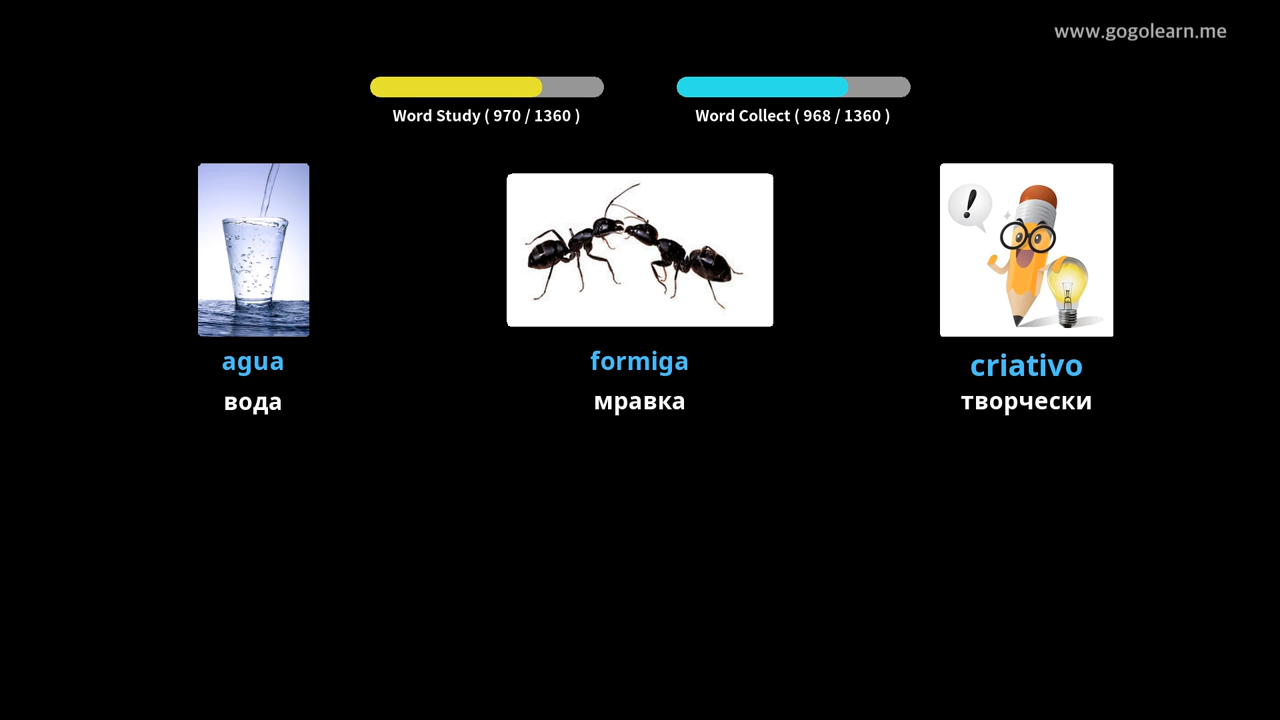 www.gogolearn.me
Word Study ( 970 / 1360 )
Word Collect ( 968 / 1360 )
agua
formiga
criativo
вода
мравка
творчески